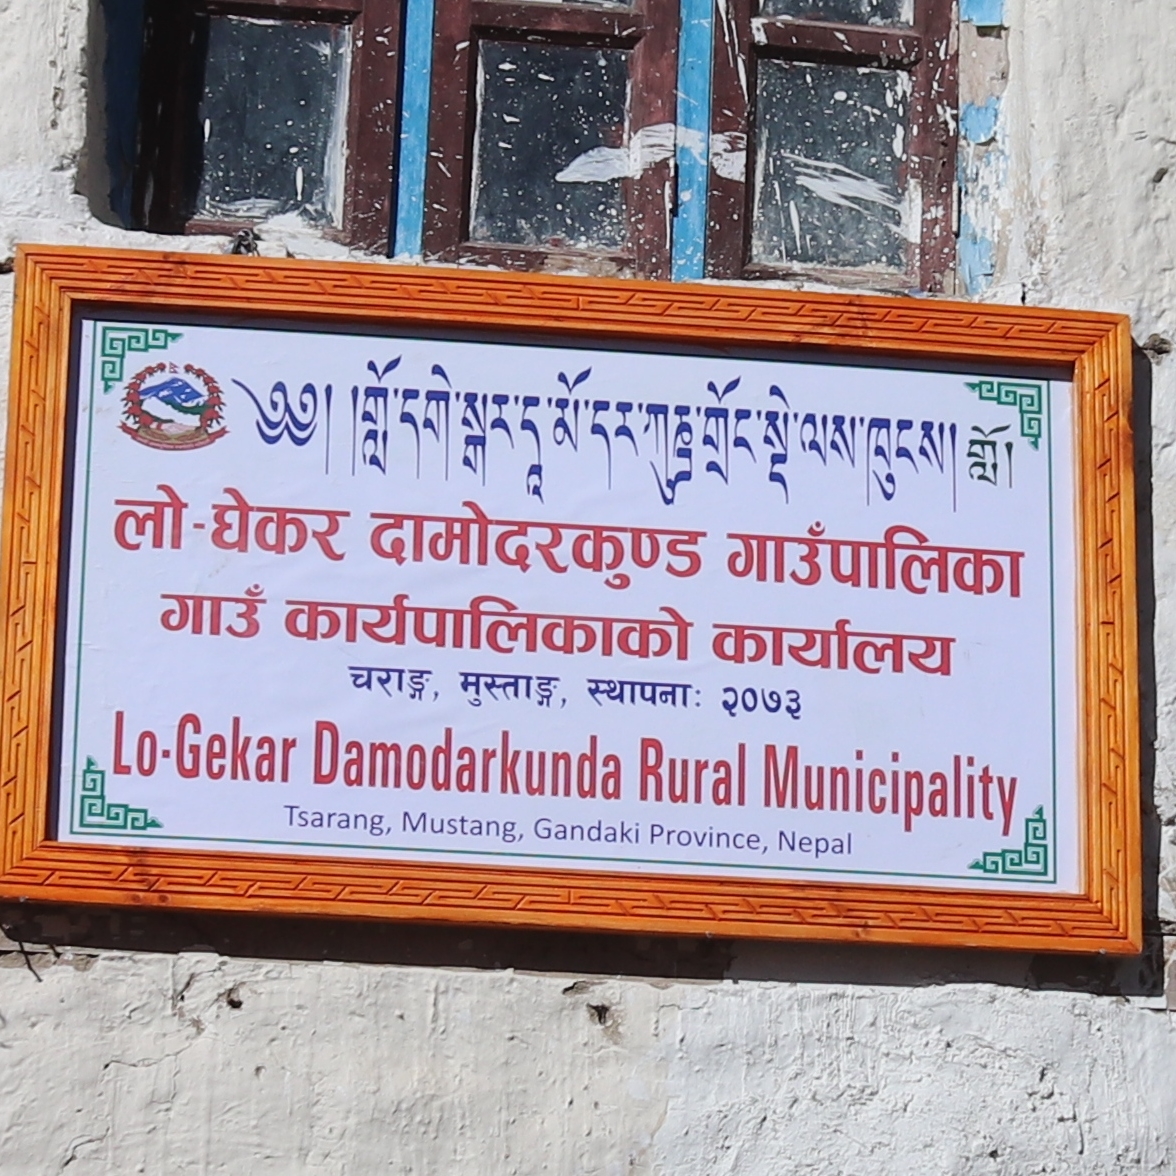 ༄༅། །གློ་དགེ་སྐར་དཱ་མོ་དར་ཀུཎྜ་གྲོང་སྡེ་ལས་ཁུངས། གློ།
लो-घेकर दामोदरकुण्ड गाउँपालिका
गाउँ कार्यपालिकाको कार्यालय
चराङ्ग, मुस्ताङ्ग, स्थापनाः २०७३
Lo-Gekar Damodarkunda Rural Municipality
Tsarang, Mustang, Gandaki Province, Nepal